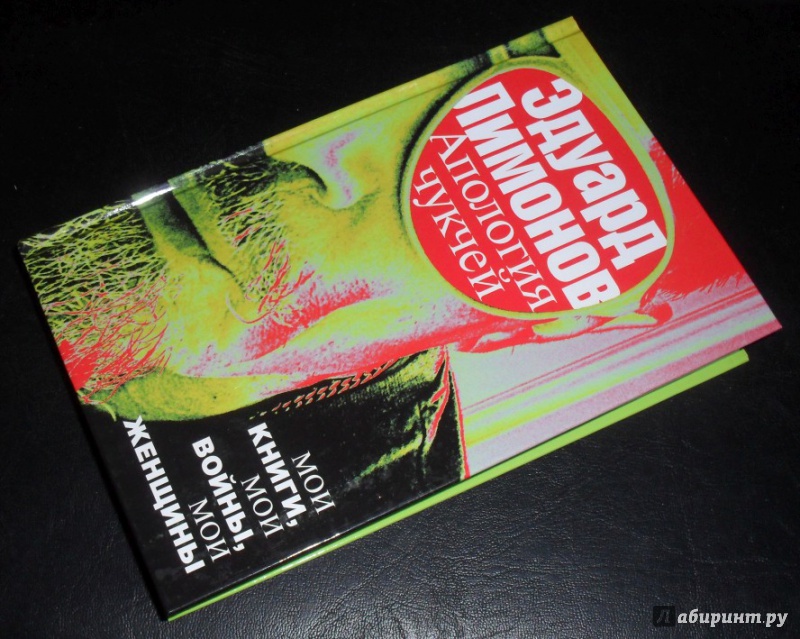 Эдуард
ЛИМОНОВ
Апология
чукчей
МОИ
КНИГИ,
МОИ
ВОЙНЫ,
МОИ
ЖЕНЩИНЫ
Лабиринт.ру